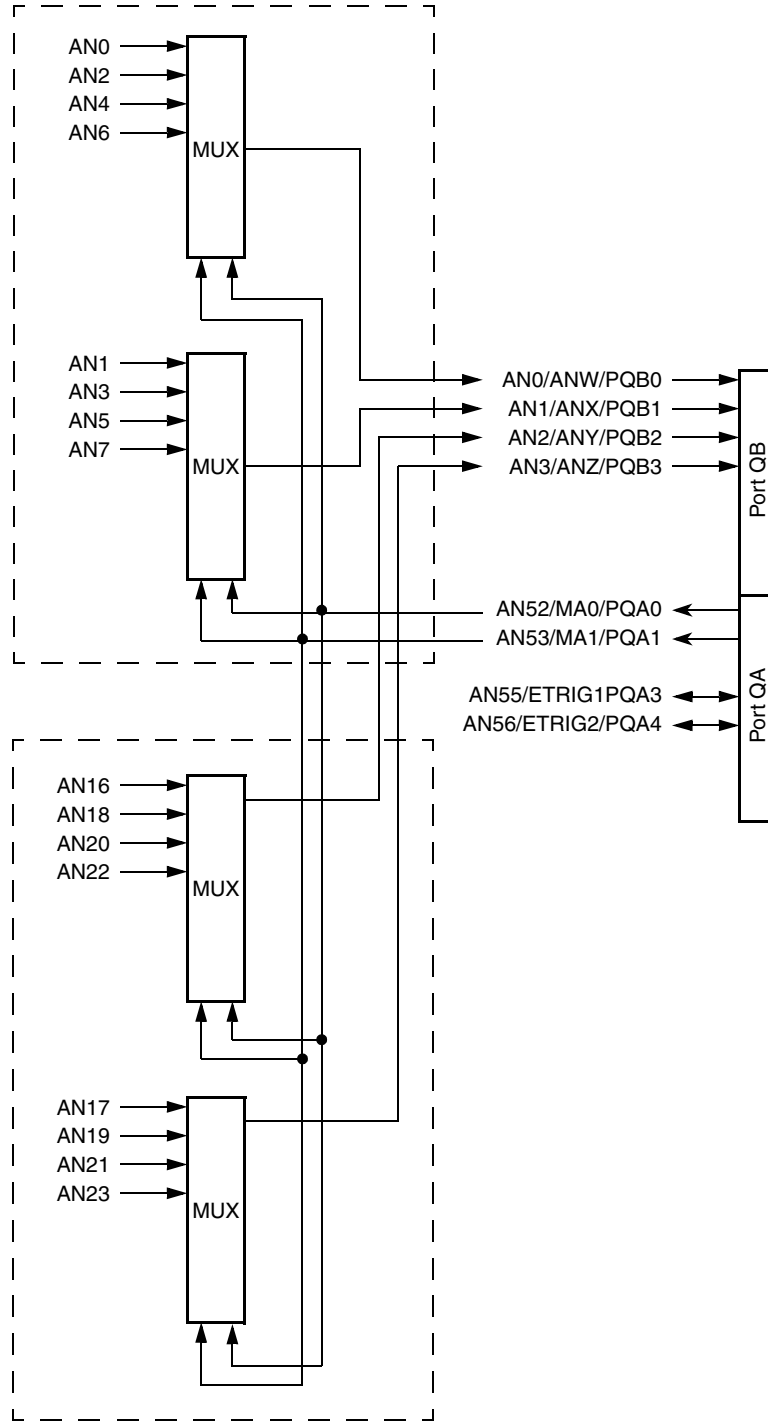 AN0
AN2
AN4
AN6
MUX
AN1
AN3
AN5
AN7
MUX
AN0/ANW/PQB0
AN1/ANX/PQB1
AN2/ANY/PQB2
AN3/ANZ/PQB3
Port QB
AN52/MA0/PQA0
AN53/MA1/PQA1
AN55/ETRIG1PQA3
AN56/ETRIG2/PQA4
Port QA
AN16
AN18
AN20
AN22
MUX
AN17
AN19
AN21
AN23
MUX